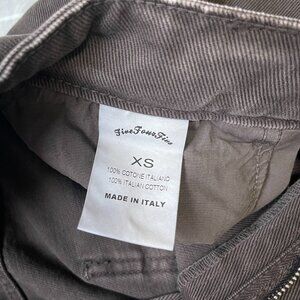 FiveFourFive
XS
100% COTONE ITALIANO
100% ITALIAN COTTON
MADE IN ITALY